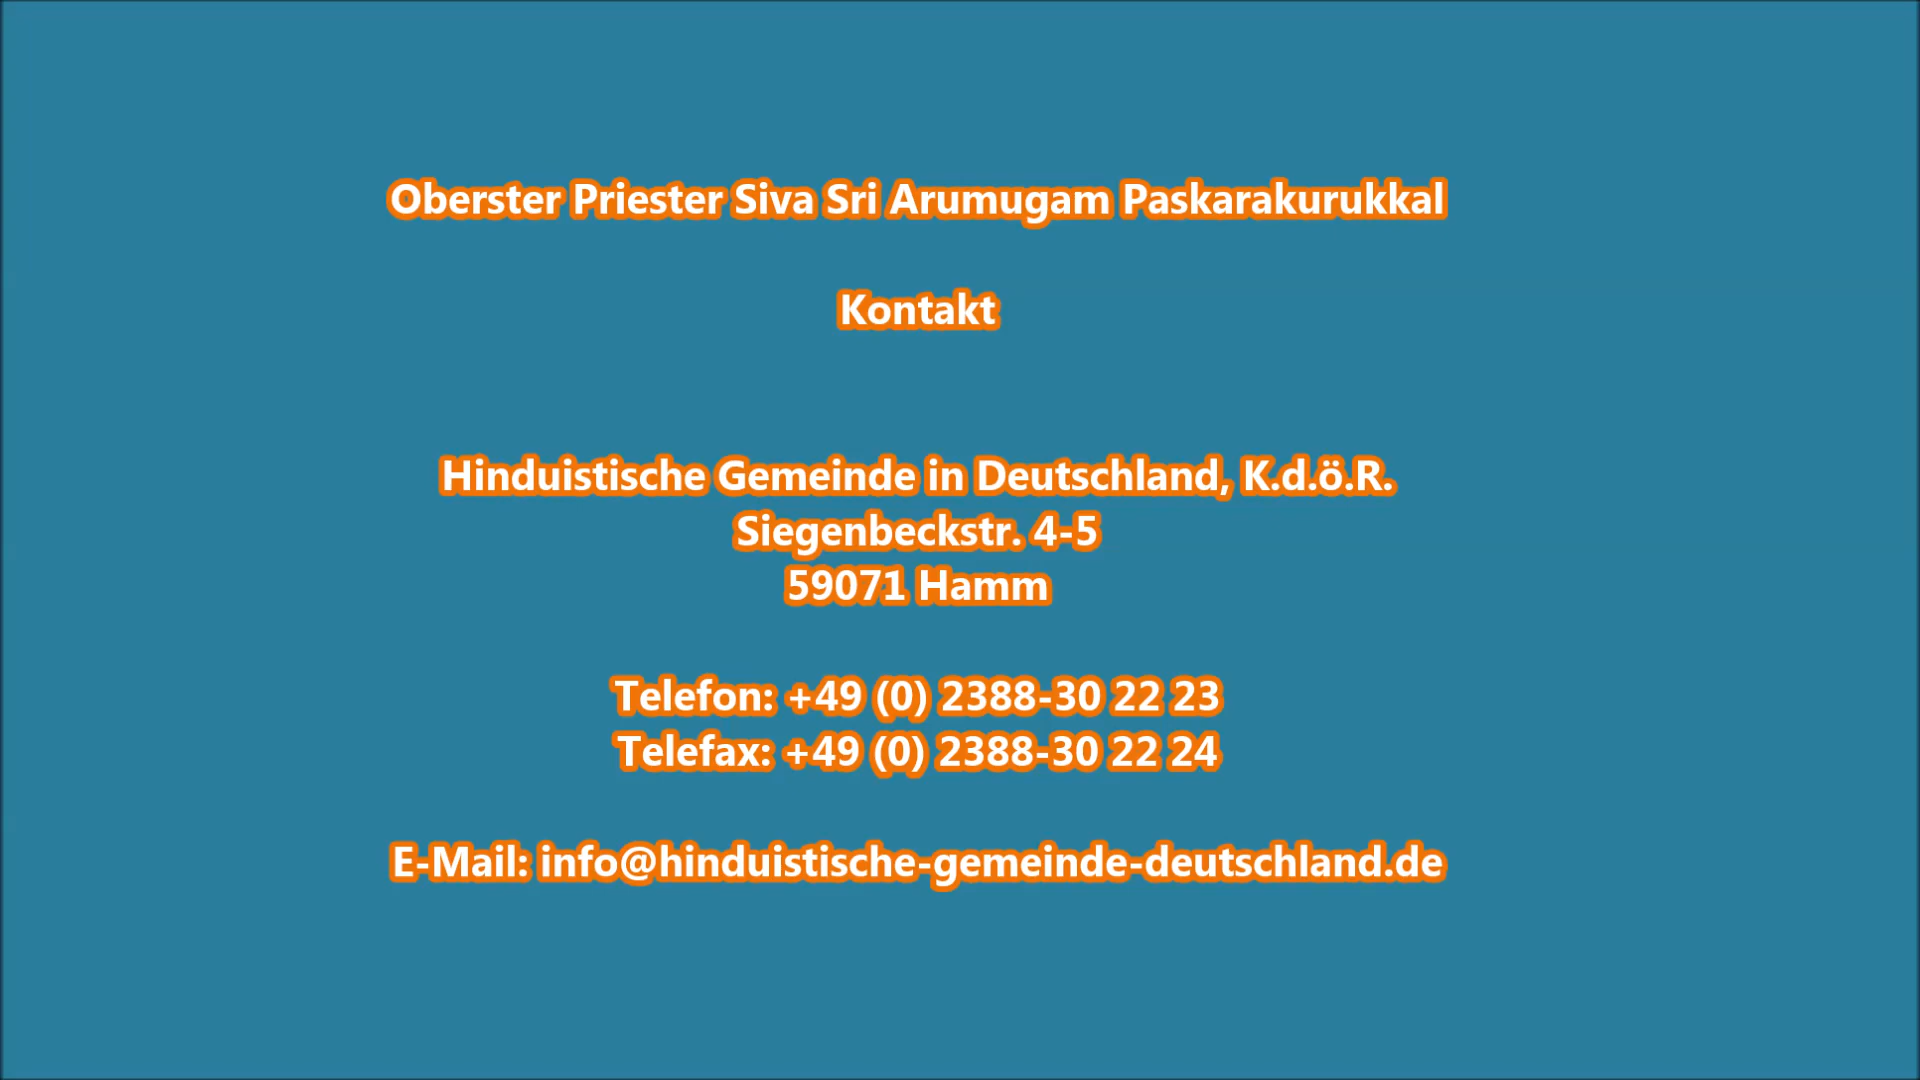 Oberster Priester Siva Sri Arumugam Paskarakurukkal
Kontakt
Hinduistische Gemeinde in Deutschland, K.d.ö.R.
Siegenbeckstr. 4-5
59071 Hamm
Telefon: +49 (0) 2388-30 22 23
Telefax: +49 (0) 2388-30 22 24
E-Mail: info@hinduistische-gemeinde-deutschland.de